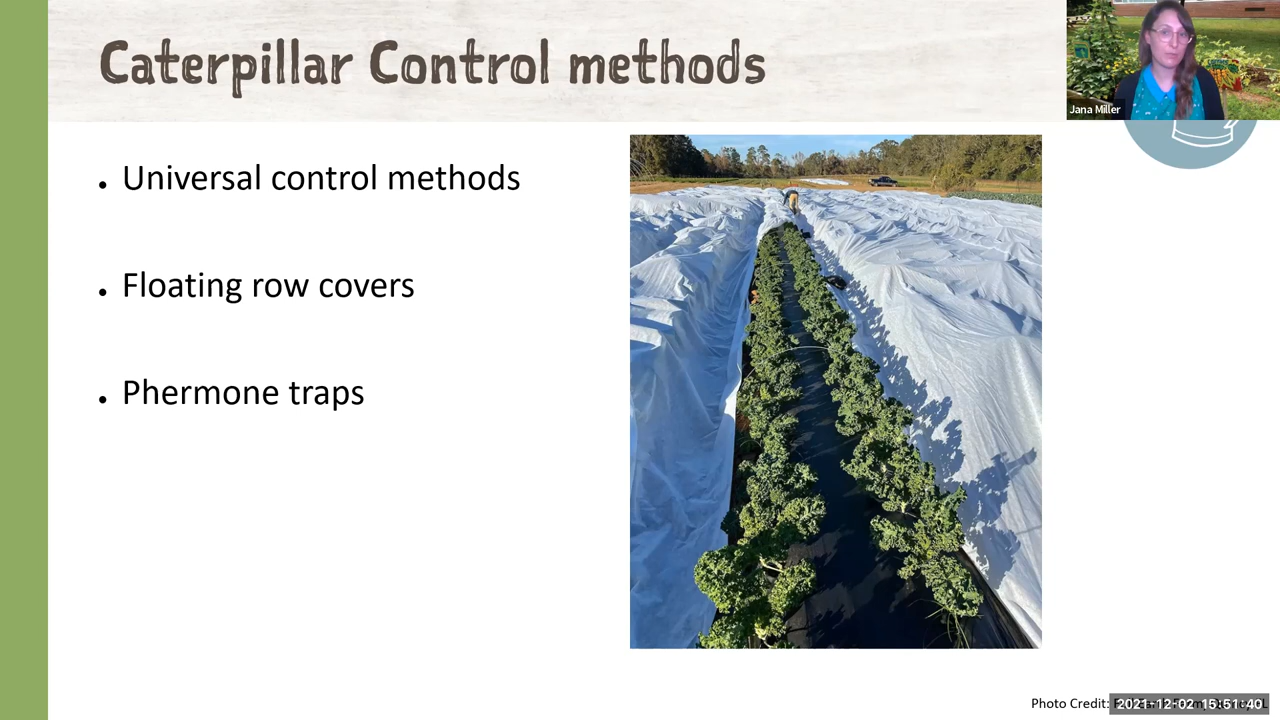 Caterpillar Control methods
Jana Miller
• Universal control methods
• Floating row covers
• Phermone traps
Photo Credit:
2021-12-02 15:51:40